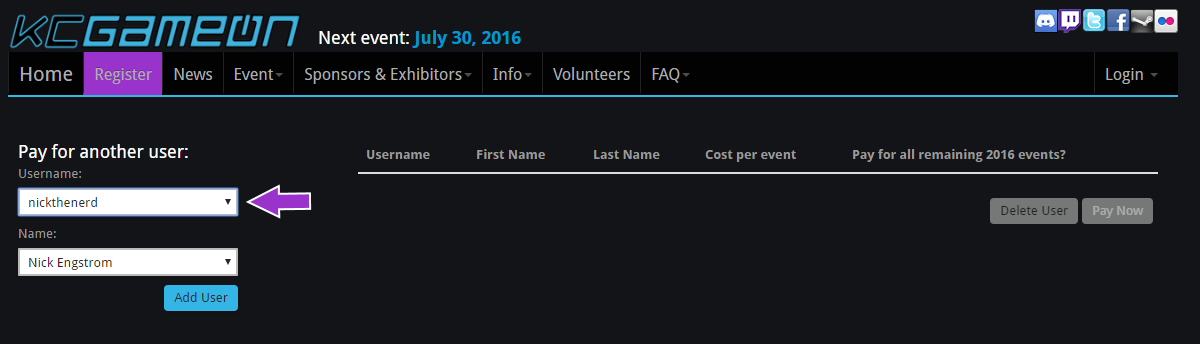 KCGAMEON
Next event: July 30, 2016
Home Register News Event Sponsors & Exhibitors Info Volunteers FAQ Login
Pay for another user:
Username:
nickthenerd
Name:
Nick Engstrom
Add User
Username First Name Last Name Cost per event Pay for all remaining 2016 events?
Delete User Pay Now